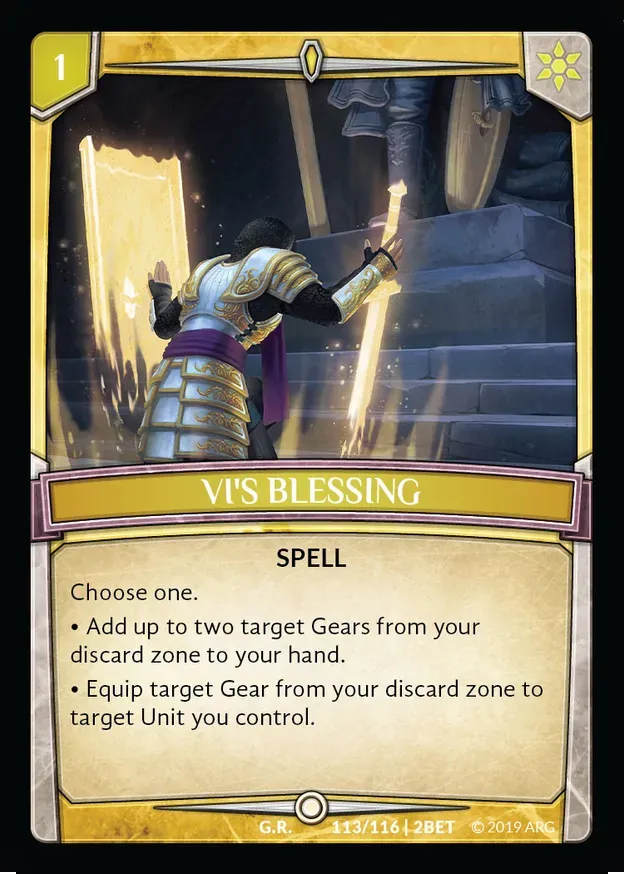 1
VI'S BLESSING
SPELL
Choose one.
• Add up to two target Gears from your
discard zone to your hand.
• Equip target Gear from your discard zone to
target Unit you control.
G.R. 113/116 | 2BET © 2019 ARG